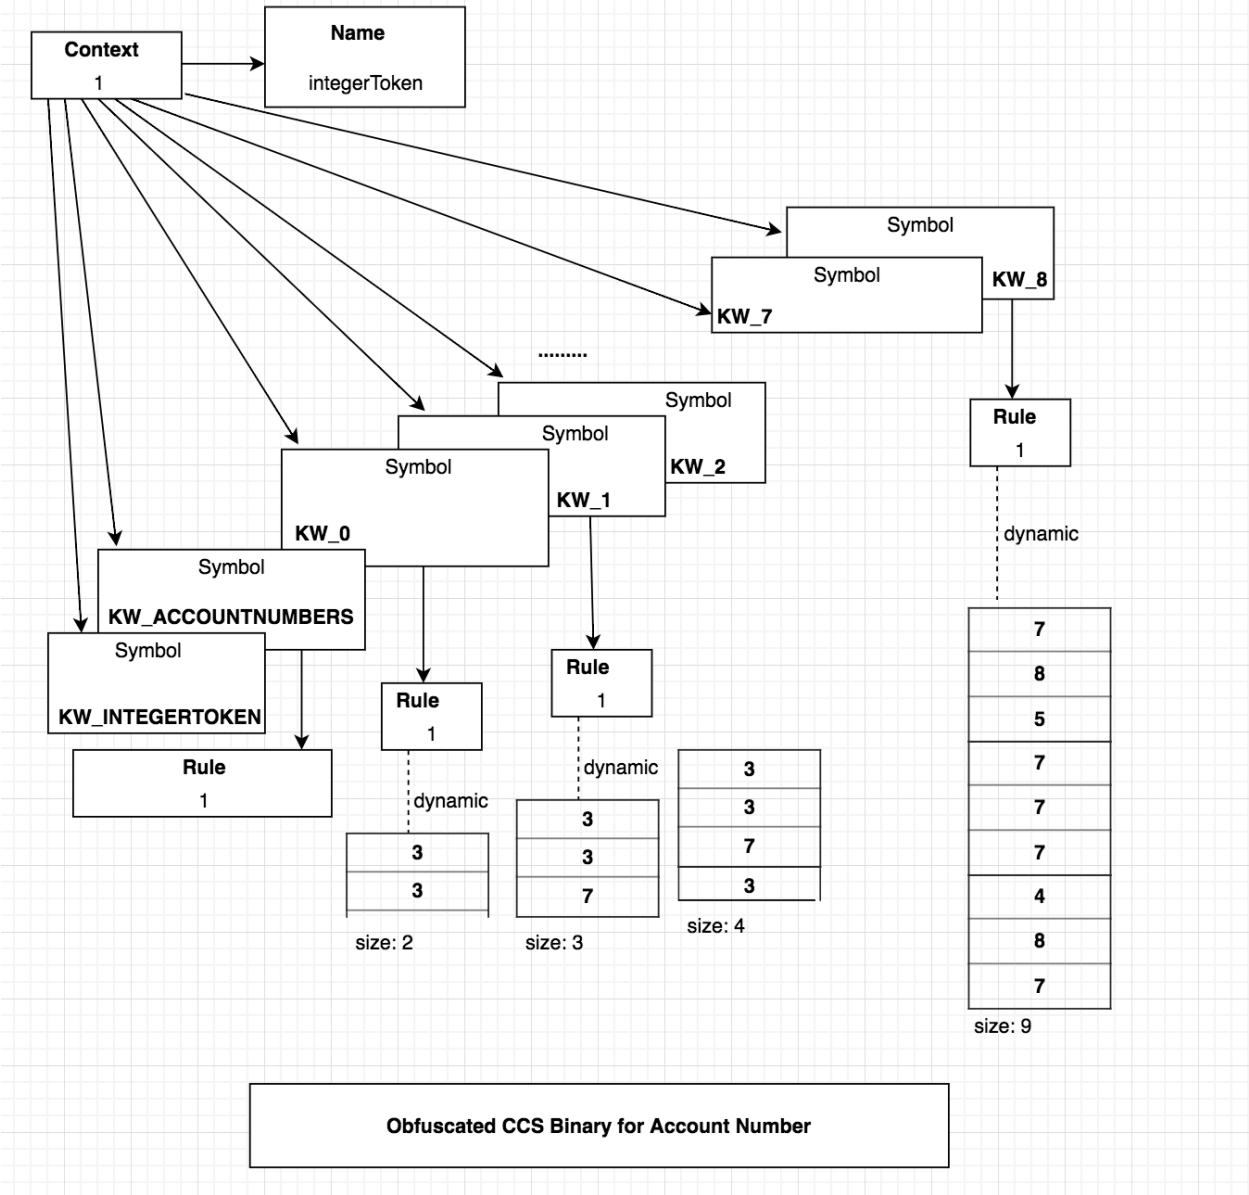 Name
integerToken
Context
1
Symbol
KW_8
Symbol
KW_7
.........
Symbol
KW_2
Symbol
KW_1
Symbol
KW_0
Symbol
KW_ACCOUNTNUMBERS
Symbol
KW_INTEGERTOKEN
Rule
1
Rule
1
dynamic
3
3
size: 2
Rule
1
dynamic
3
3
7
size: 3
3
3
7
3
size: 4
Rule
1
dynamic
7
8
5
7
7
7
4
8
7
size: 9
Obfuscated CCS Binary for Account Number